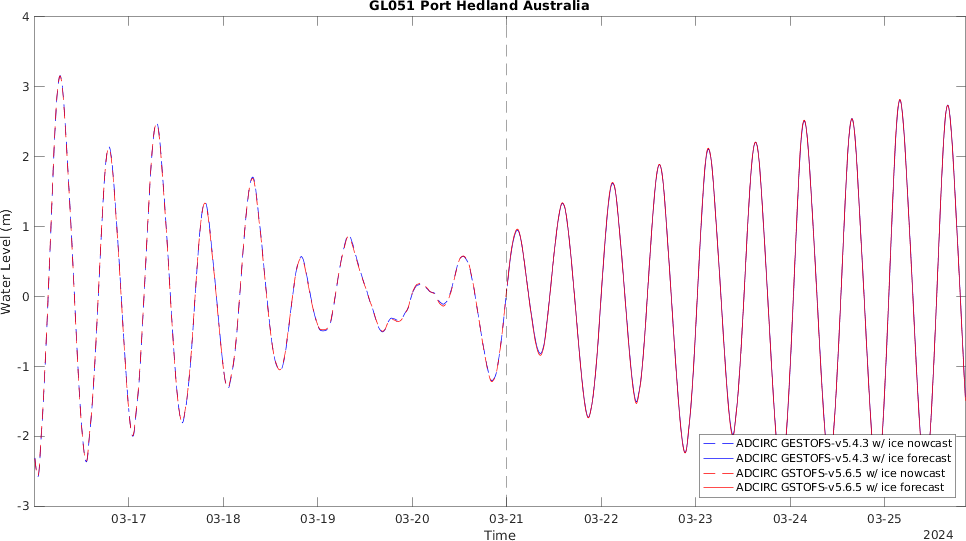 GL051 Port Hedland Australia
4
3
2
1
0
-1
-2
-3
Water Level (m)
ADCIRC GESTOFS-v5.4.3 w/ ice nowcast
ADCIRC GESTOFS-v5.4.3 w/ ice forecast
ADCIRC GSTOFS-v5.6.5 w/ ice nowcast
ADCIRC GSTOFS-v5.6.5 w/ ice forecast
03-17 03-18 03-19 03-20 03-21 03-22 03-23 03-24 03-25
Time
2024